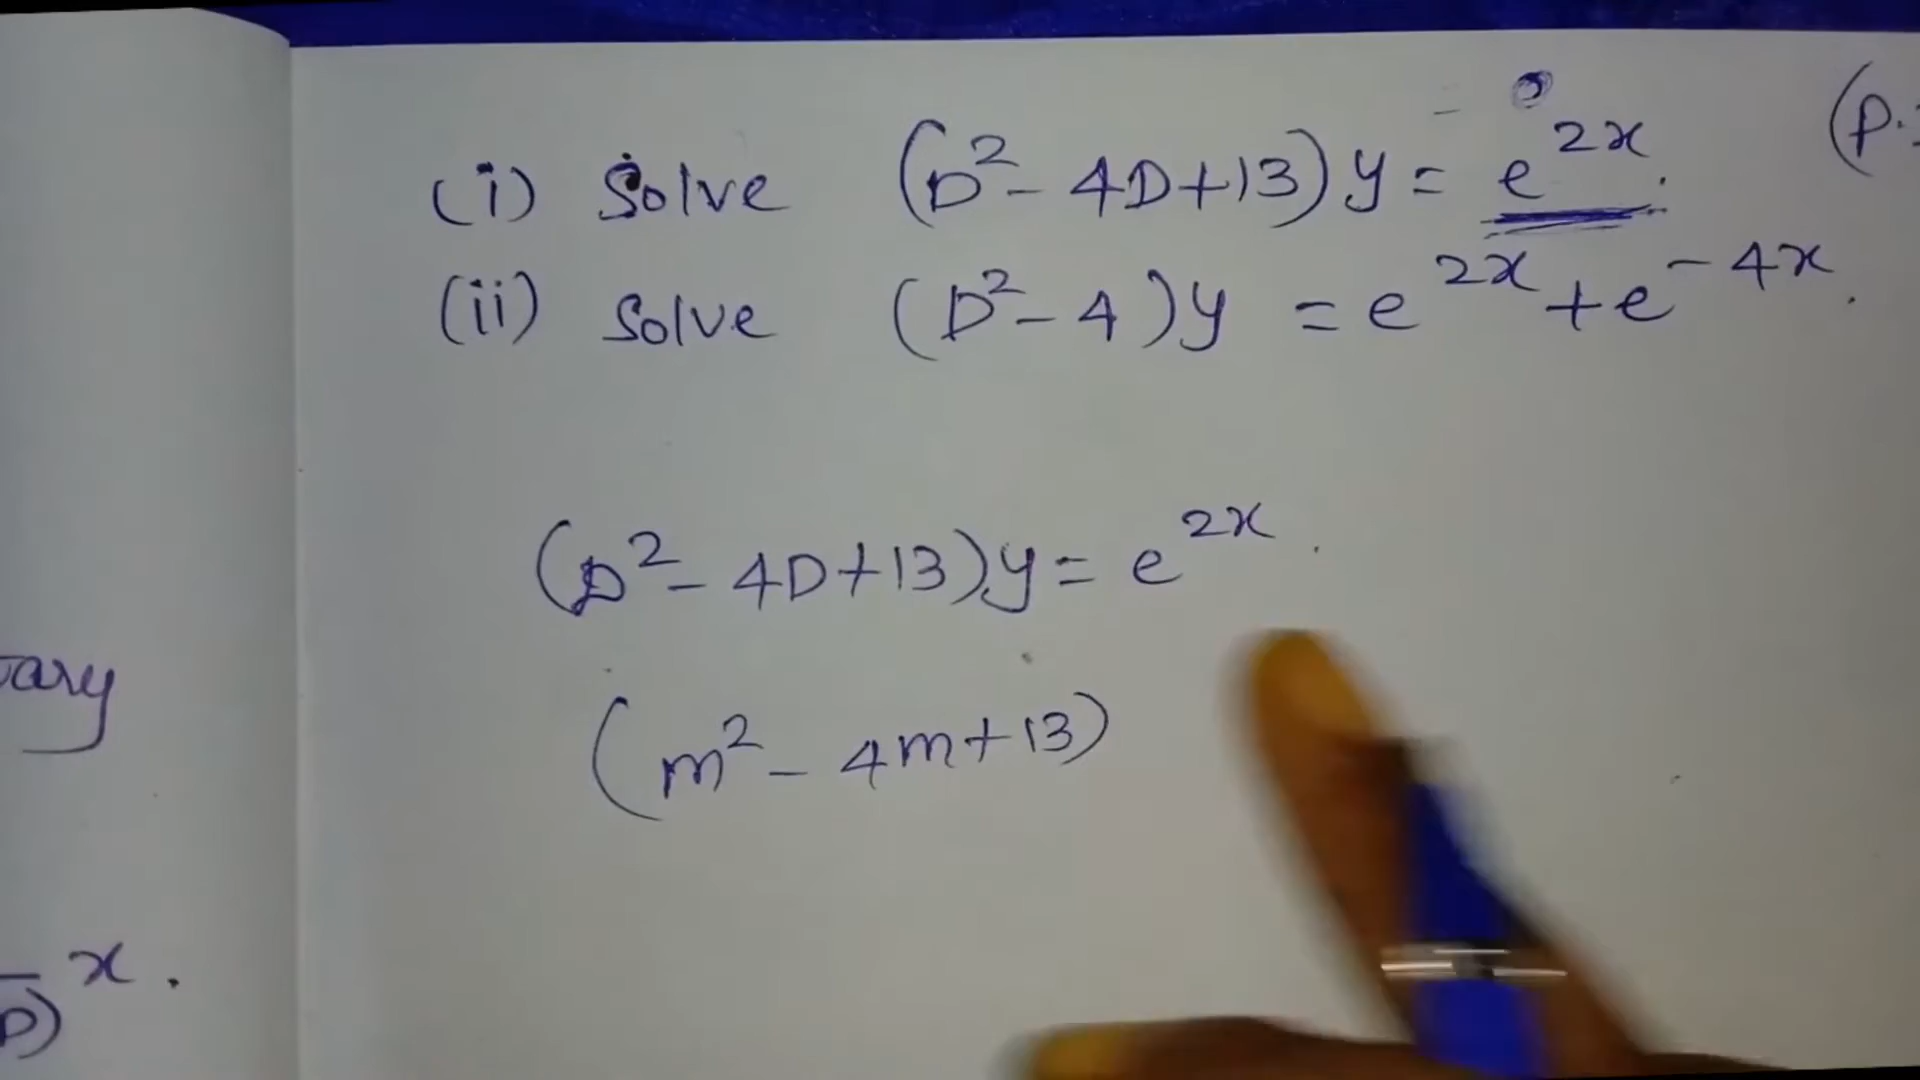 (i) Solve (D²- 4D+13)y = e^2x. (P.
(ii) Solve (D²- 4)y = e^2x+e^-4x.
(D²- 4D+13)y= e^2x.
(m²- 4m+13)
x.
D)